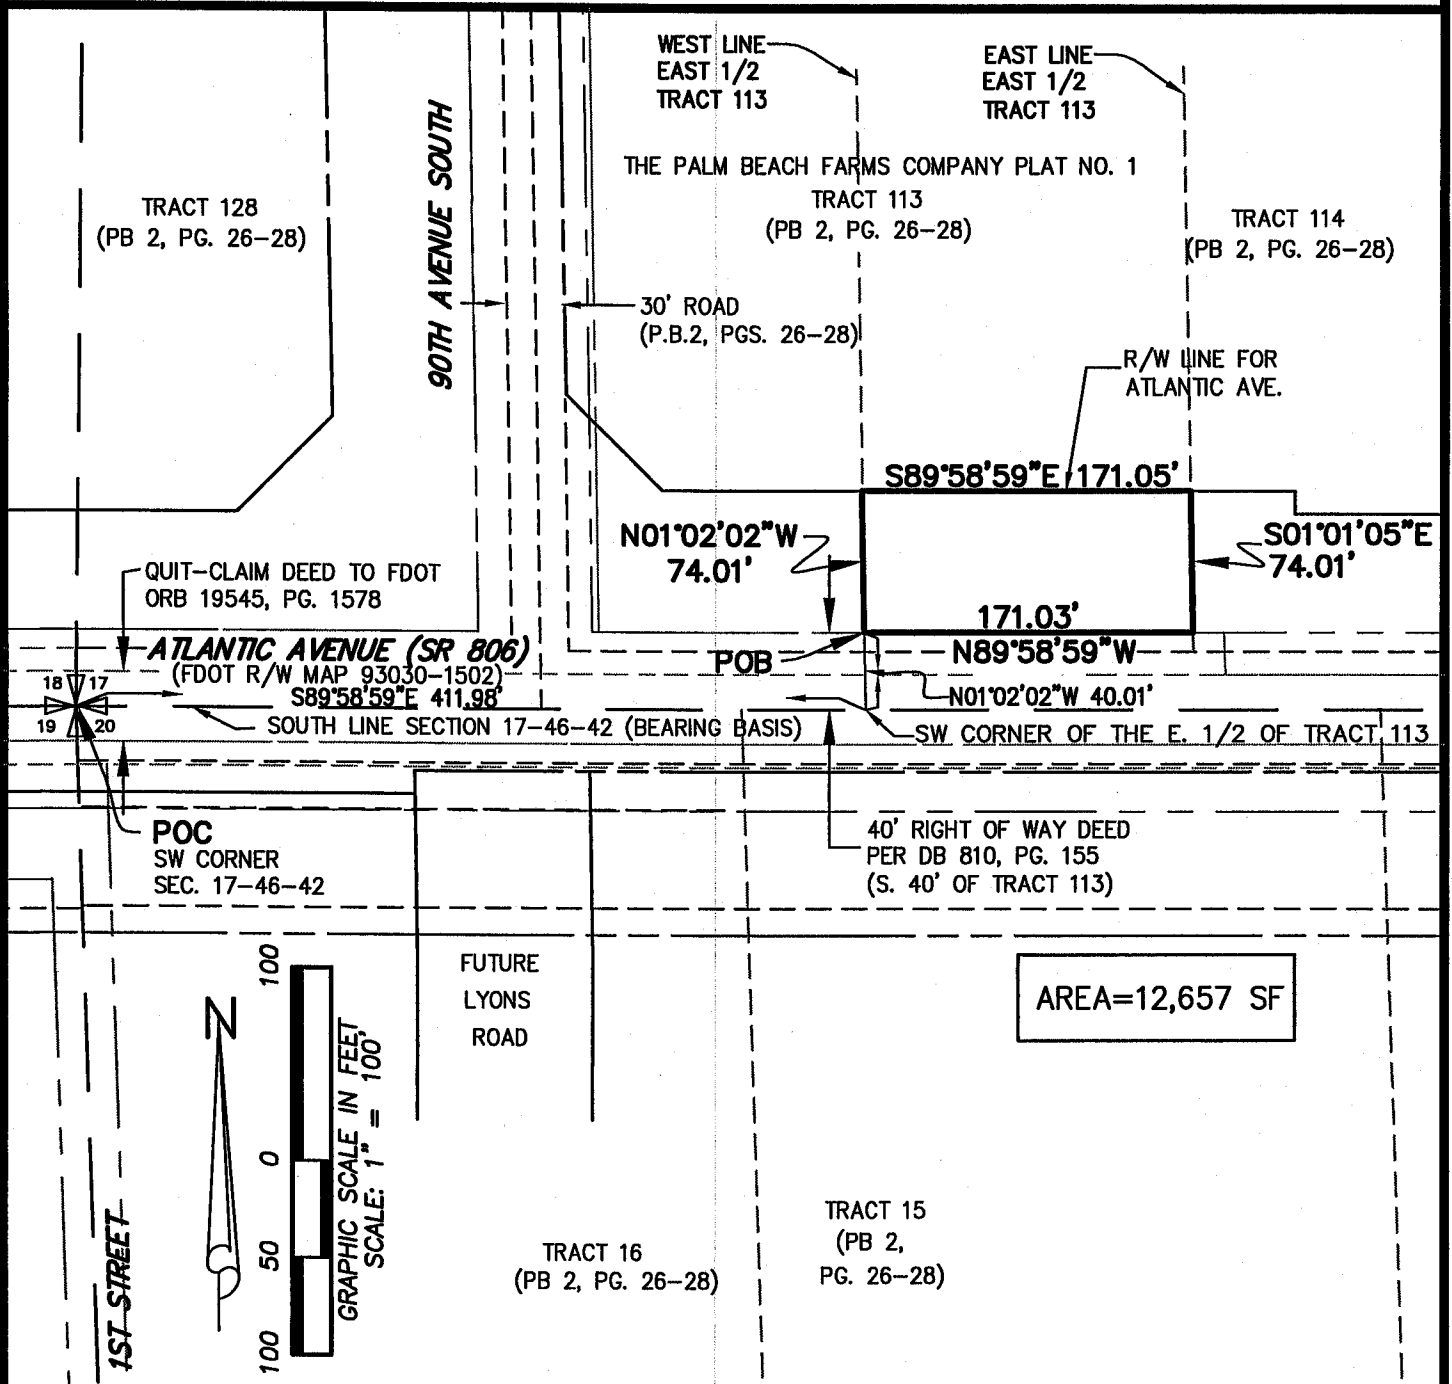 WEST LINE
EAST 1/2
TRACT 113
EAST LINE
EAST 1/2
TRACT 113
90TH AVENUE SOUTH
THE PALM BEACH FARMS COMPANY PLAT NO. 1
TRACT 128
(PB 2, PG. 26-28)
TRACT 113
(PB 2, PG. 26-28)
TRACT 114
(PB 2, PG. 26-28)
30' ROAD
(P.B.2, PGS. 26-28)
R/W LINE FOR
ATLANTIC AVE.
S89°58'59"E 171.05'
N01°02'02"W
74.01'
S01°01'05"E
74.01'
171.03'
N89°58'59"W
QUIT-CLAIM DEED TO FDOT
ORB 19545, PG. 1578
ATLANTIC AVENUE (SR 806)
(FDOT R/W MAP 93030-1502)
S89°58'59"E 411.98'
POB
N01°02'02"W 40.01'
18 17
19 20
SOUTH LINE SECTION 17-46-42 (BEARING BASIS)
SW CORNER OF THE E. 1/2 OF TRACT 113
POC
SW CORNER
SEC. 17-46-42
40' RIGHT OF WAY DEED
PER DB 810, PG. 155
(S. 40' OF TRACT 113)
FUTURE
LYONS
ROAD
AREA=12,657 SF
N
100
0
50
100
GRAPHIC SCALE IN FEET
SCALE: 1" = 100'
1ST STREET
TRACT 16
(PB 2, PG. 26-28)
TRACT 15
(PB 2,
PG. 26-28)